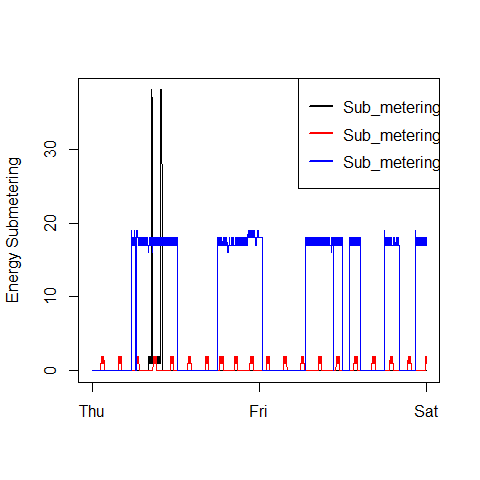 Energy Submetering
30
20
10
0
Thu Fri Sat
Sub_metering
Sub_metering
Sub_metering